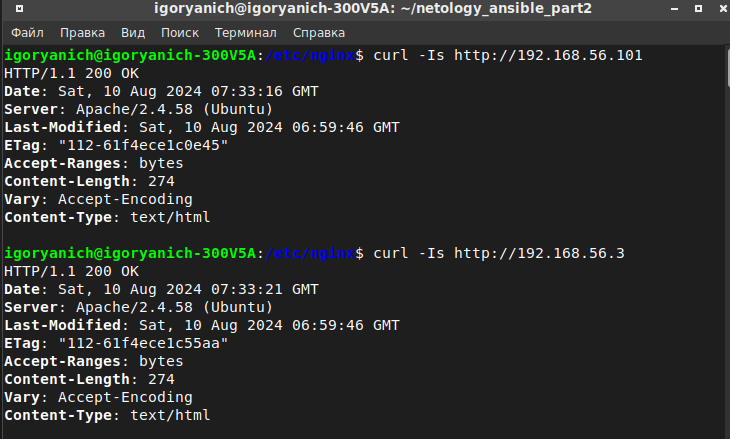 igoryanich@igoryanich-300V5A: ~/netology_ansible_part2
Файл Правка Вид Поиск Терминал Справка
igoryanich@igoryanich-300V5A:/etc/nginx$ curl -Is http://192.168.56.101
HTTP/1.1 200 OK
Date: Sat, 10 Aug 2024 07:33:16 GMT
Server: Apache/2.4.58 (Ubuntu)
Last-Modified: Sat, 10 Aug 2024 06:59:46 GMT
ETag: "112-61f4ece1c0e45"
Accept-Ranges: bytes
Content-Length: 274
Vary: Accept-Encoding
Content-Type: text/html
igoryanich@igoryanich-300V5A:/etc/nginx$ curl -Is http://192.168.56.3
HTTP/1.1 200 OK
Date: Sat, 10 Aug 2024 07:33:21 GMT
Server: Apache/2.4.58 (Ubuntu)
Last-Modified: Sat, 10 Aug 2024 06:59:46 GMT
ETag: "112-61f4ece1c55aa"
Accept-Ranges: bytes
Content-Length: 274
Vary: Accept-Encoding
Content-Type: text/html